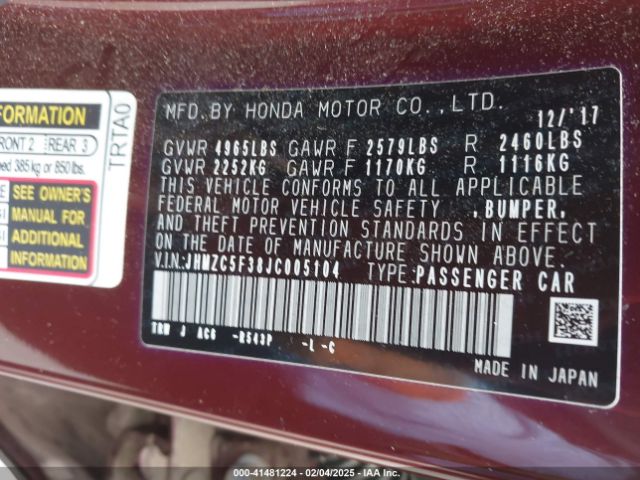 FORMATION
FRONT 2 REAR 3
385 kg or 850 lbs.
SEE OWNER'S
MANUAL FOR
ADDITIONAL
INFORMATION
TRTA0
MFD.BY HONDA MOTOR CO.,LTD.
12/'17
GVWR 4965LBS GAWR F 2579LBS R 2460LBS
GVWR 2252KG GAWR F 1170KG R 1116KG
THIS VEHICLE CONFORMS TO ALL APPLICABLE
FEDERAL MOTOR VEHICLE SAFETY, BUMPER,
AND THEFT PREVENTION STANDARDS IN EFFECT
ON THE DATE OF MANUFACTURE SHOWN ABOVE.
V.I.N:JHMZC5F38JC005104 TYPE:PASSENGER CAR
TRM J AC6 -R543P -L -C
MADE IN JAPAN
000-41481224 - 02/04/2025 - IAA Inc.